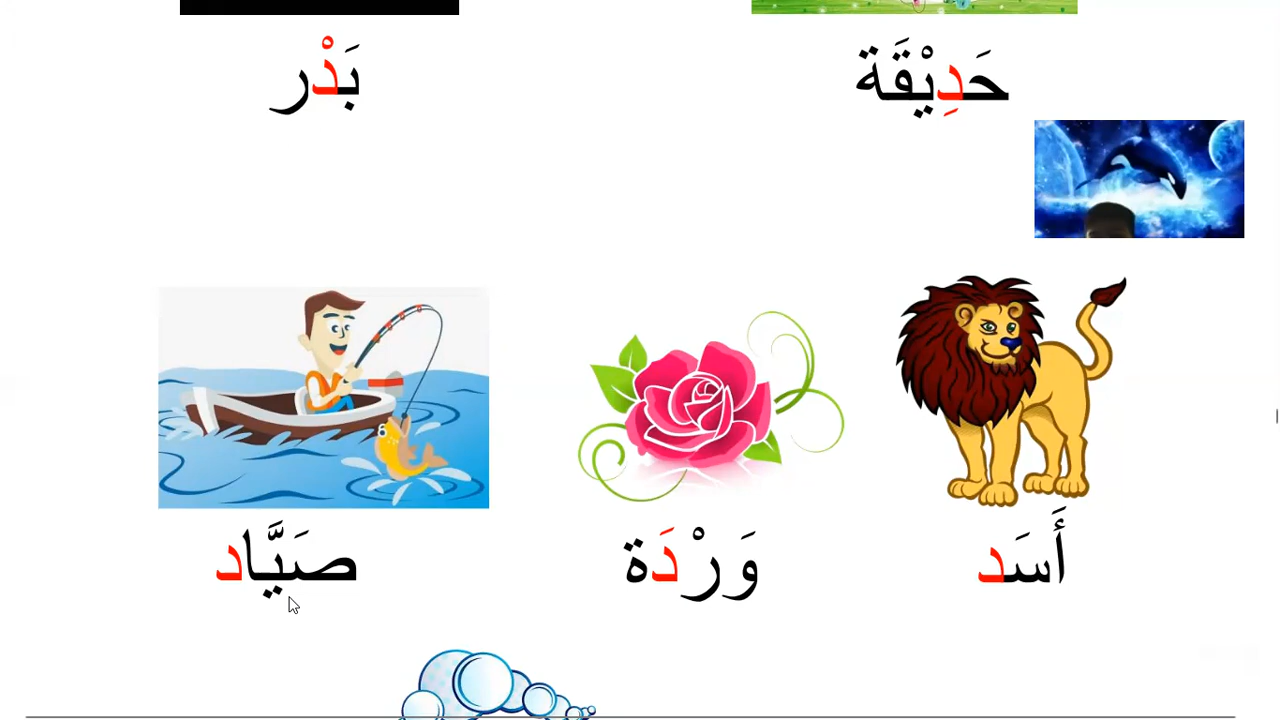 حَدِيْقَة
بَدْر
أَسَد
وَرْدَة
صَيَّاد